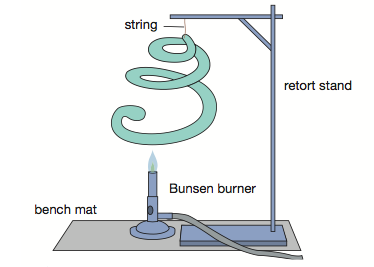 string
retort stand
Bunsen burner
bench mat